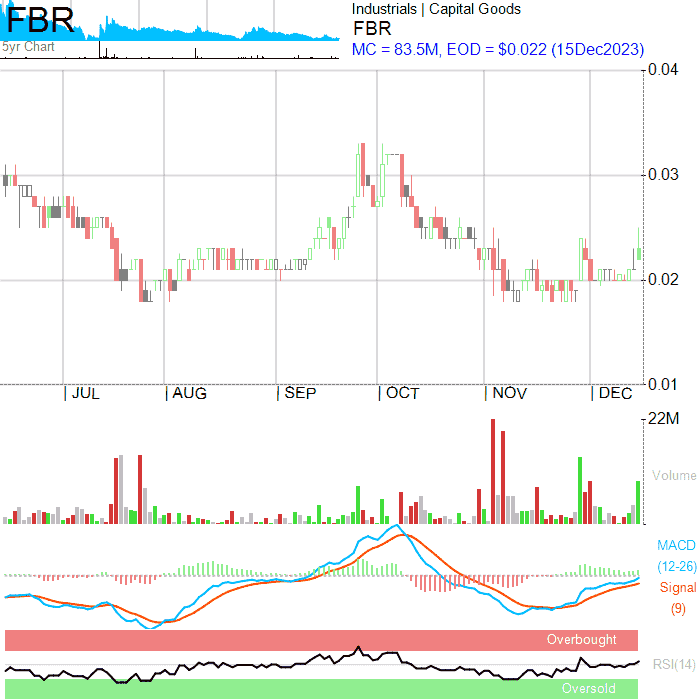 FBR
5yr Chart
Industrials | Capital Goods
FBR
MC = 83.5M, EOD = $0.022 (15Dec2023)
0.04
0.03
0.02
0.01
JUL AUG SEP OCT NOV DEC
22M
Volume
MACD
(12-26)
Signal
(9)
Overbought
RSI(14)
Oversold